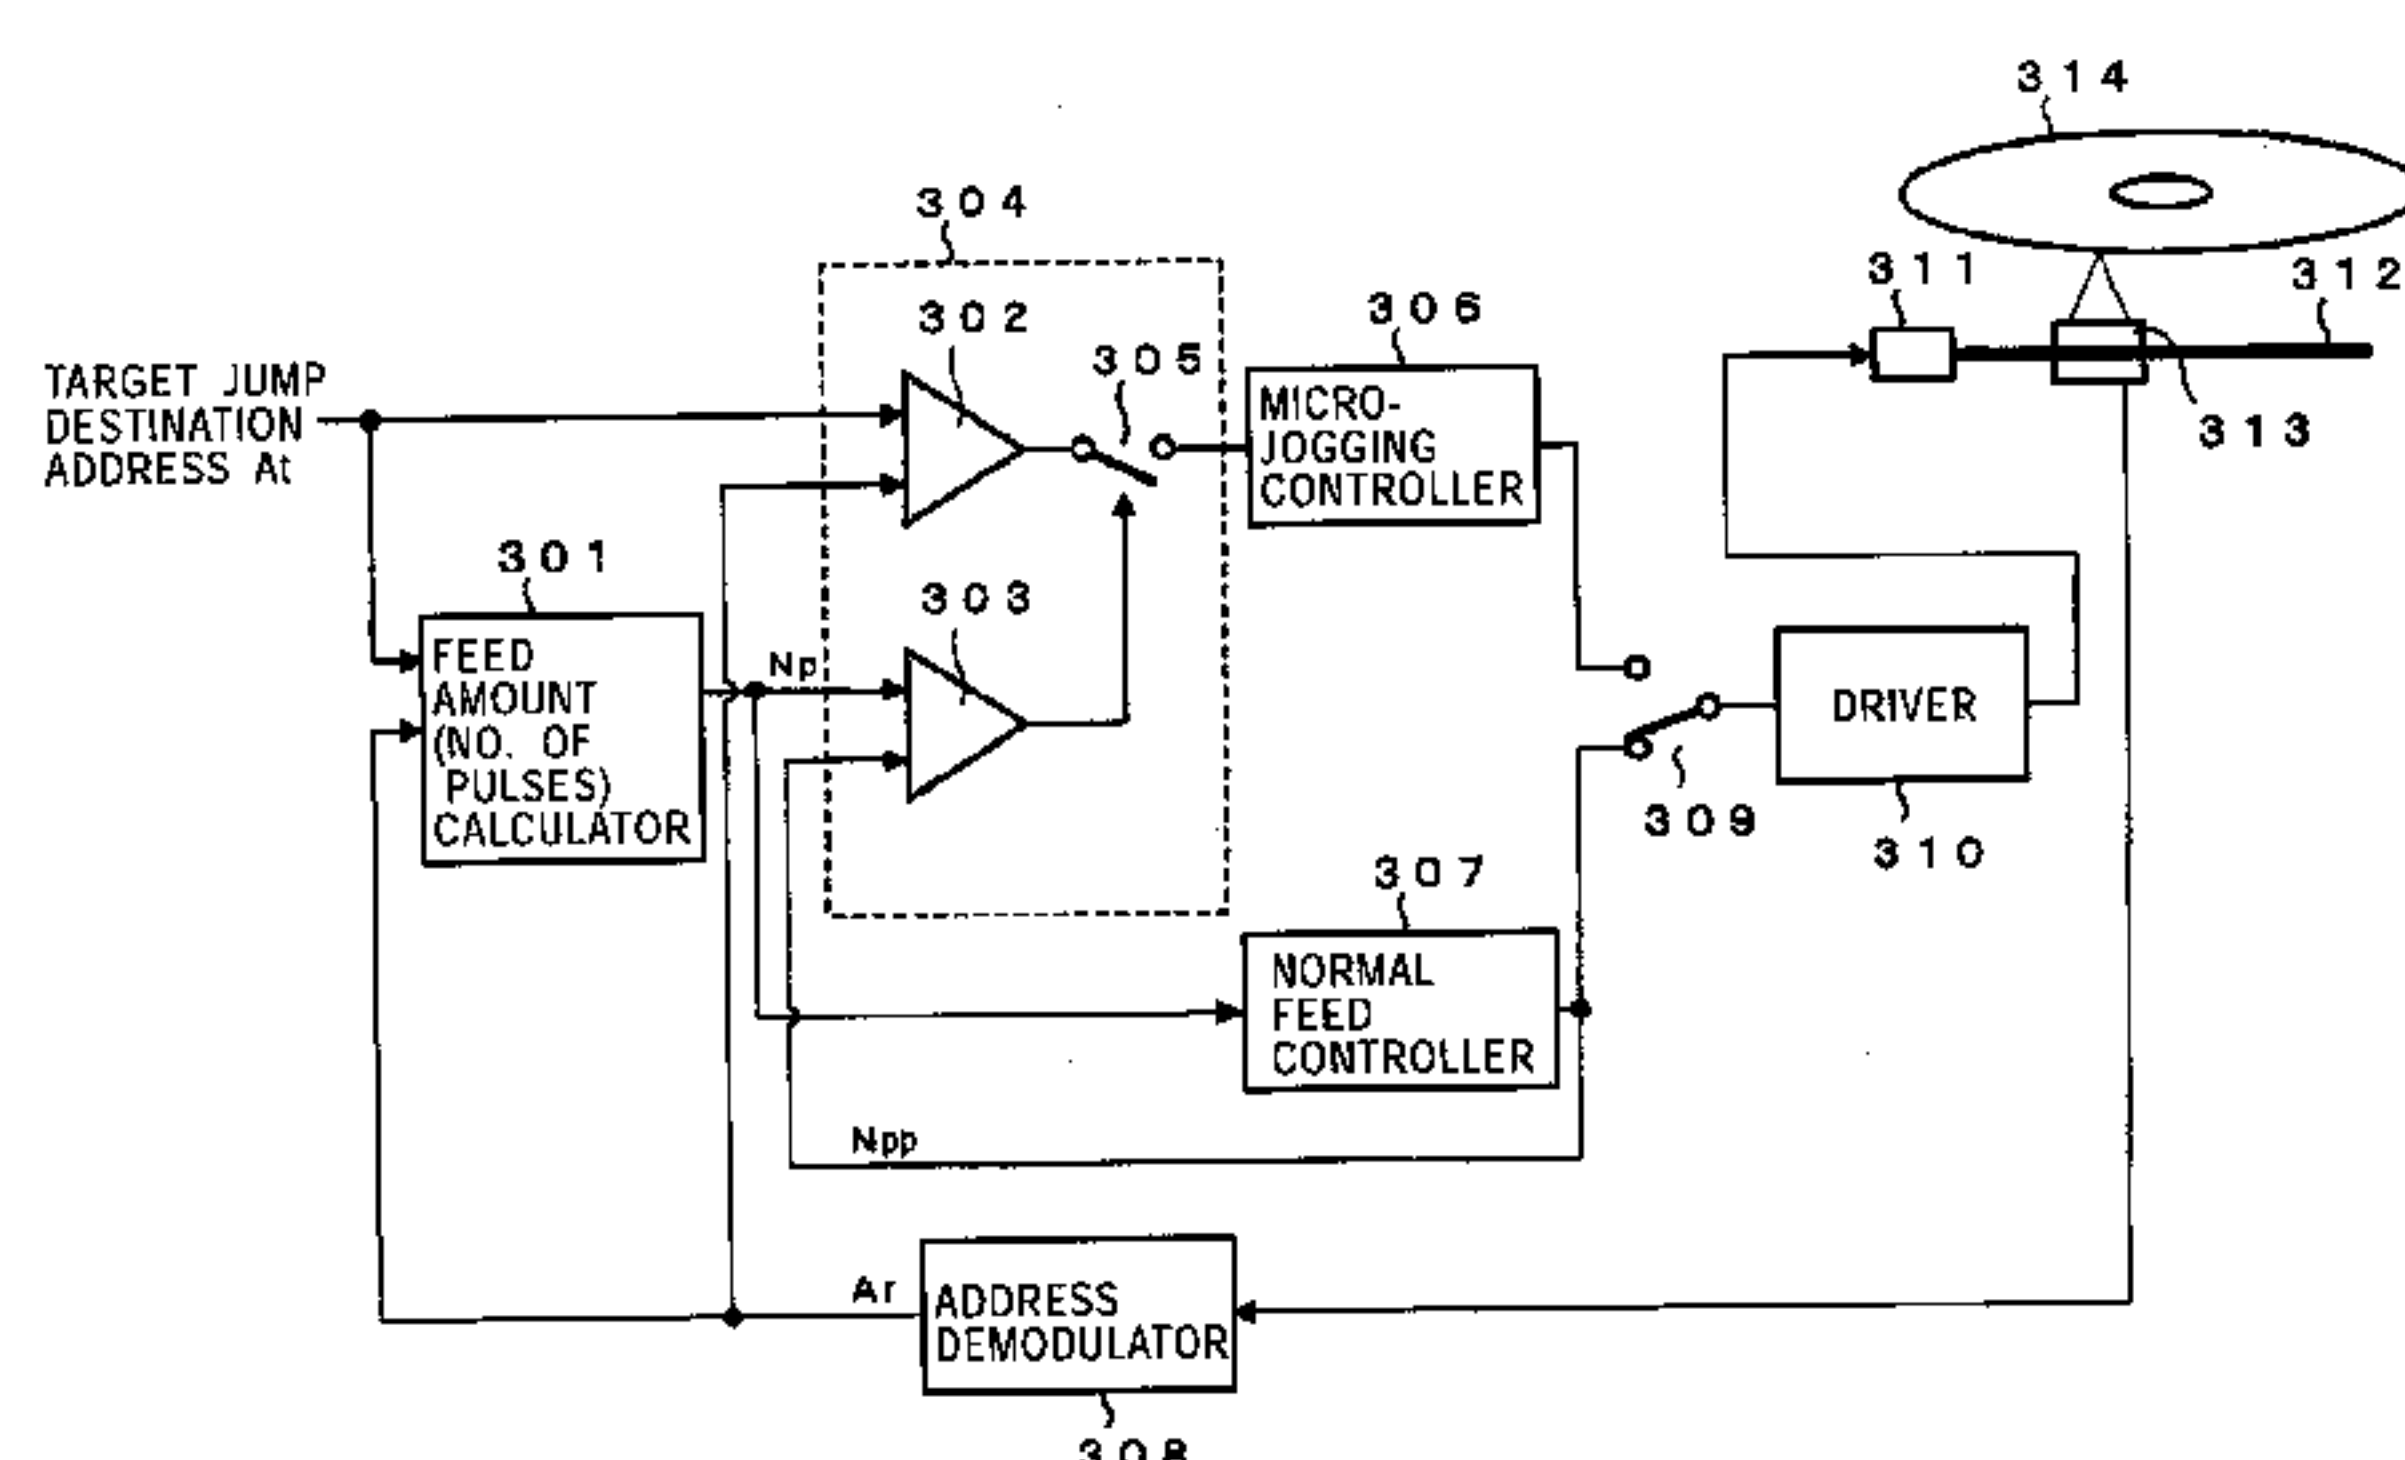 314
304
311
312
302
306
305
TARGET JUMP
DESTINATION
ADDRESS At
MICRO-
JOGGING
CONTROLLER
313
301
303
FEED
AMOUNT
(NO. OF
PULSES)
CALCULATOR
Np
DRIVER
309
310
307
NORMAL
FEED
CONTROLLER
Npp
Ar
ADDRESS
DEMODULATOR
308